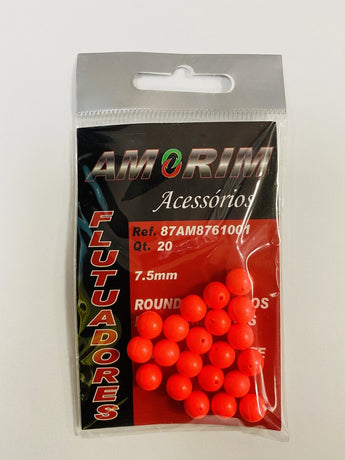 AMORIM
Acessórios
Ref. 87AM8761001
Qt. 20
7.5mm
ROUND
FLUTUADORES